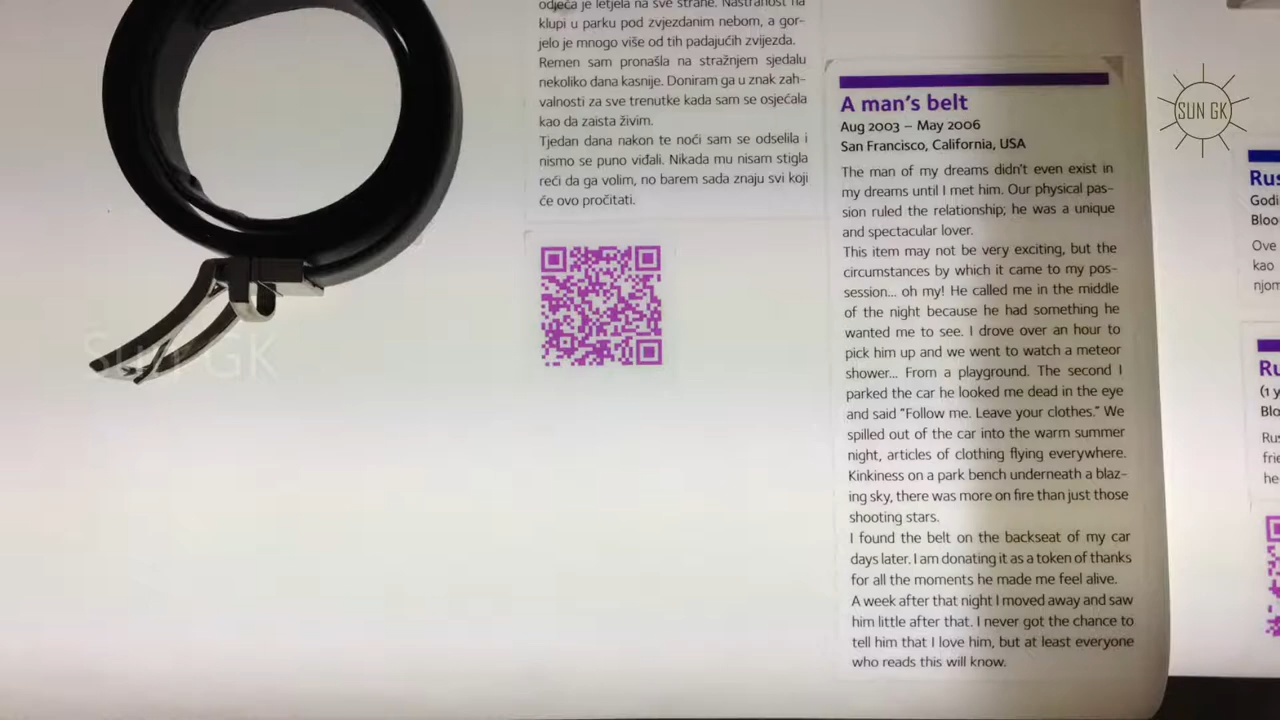 odjeća je letjela na sve strane. Nastranost na
klupi u parku pod zvjezdanim nebom, a gor-
jelo je mnogo više od tih padajućih zvijezda.
Remen sam pronašla na stražnjem sjedalu
nekoliko dana kasnije. Doniram ga u znak zah-
valnosti za sve trenutke kada sam se osjećala
kao da zaista živim.
Tjedan dana nakon te noći sam se odselila i
nismo se puno viđali. Nikada mu nisam stigla
reći da ga volim, no barem sada znaju svi koji
će ovo pročitati.
A man's belt
Aug 2003 – May 2006
San Francisco, California, USA
The man of my dreams didn't even exist in
my dreams until I met him. Our physical pas-
sion ruled the relationship; he was a unique
and spectacular lover.
This item may not be very exciting, but the
circumstances by which it came to my pos-
session... oh my! He called me in the middle
of the night because he had something he
wanted me to see. I drove over an hour to
pick him up and we went to watch a meteor
shower... From a playground. The second I
parked the car he looked me dead in the eye
and said "Follow me. Leave your clothes." We
spilled out of the car into the warm summer
night, articles of clothing flying everywhere.
Kinkiness on a park bench underneath a blaz-
ing sky, there was more on fire than just those
shooting stars.
I found the belt on the backseat of my car
days later. I am donating it as a token of thanks
for all the moments he made me feel alive.
A week after that night I moved away and saw
him little after that. I never got the chance to
tell him that I love him, but at least everyone
who reads this will know.
SUN GK
Sun GK
Rus
Godi
Bloo
Ove
kao
njom
Ru
(1 y
Blo
Rus
frie
he